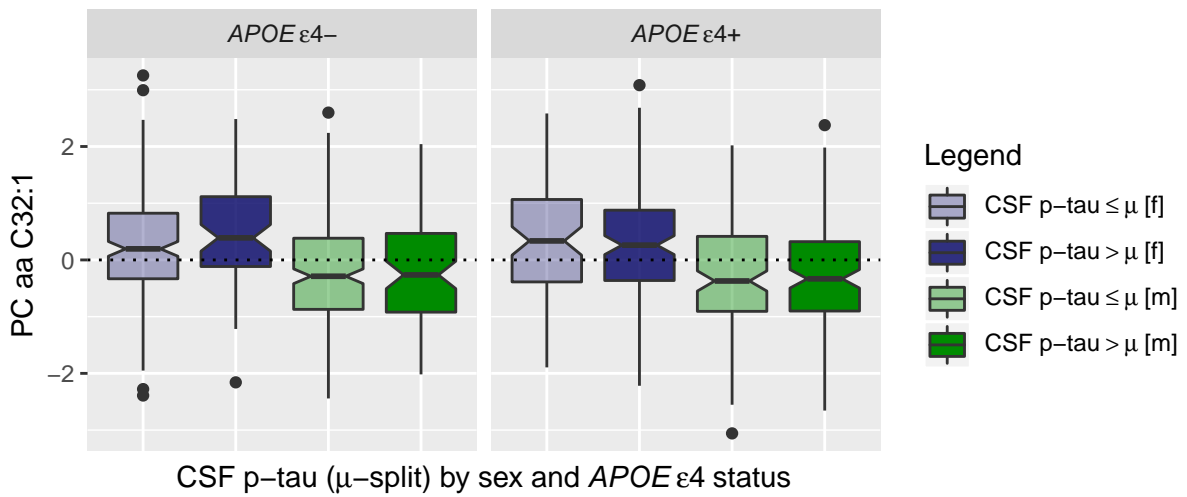 APOE ε4− APOE ε4+
PC aa C32:1
2
0
−2
CSF p−tau (μ−split) by sex and APOE ε4 status
Legend
CSF p−tau ≤ μ [f]
CSF p−tau > μ [f]
CSF p−tau ≤ μ [m]
CSF p−tau > μ [m]